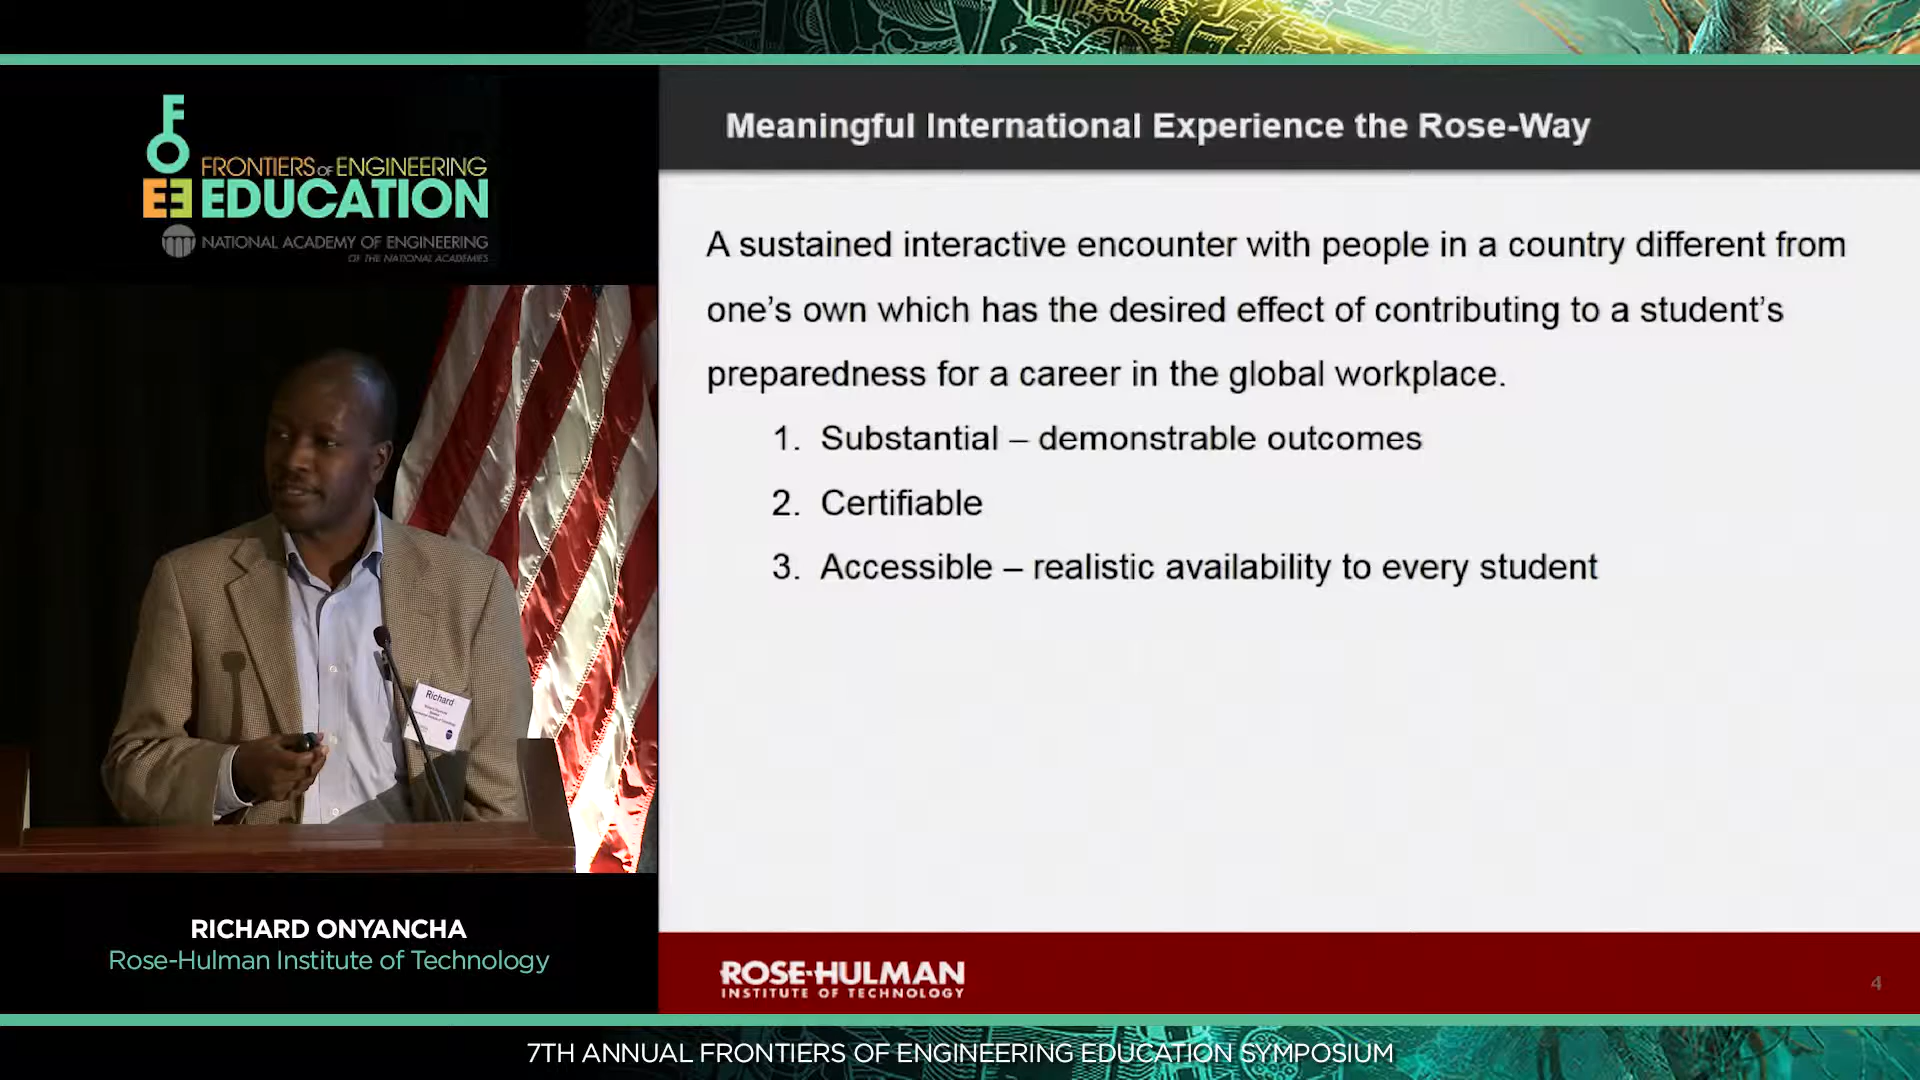 FOEE
FRONTIERS OF ENGINEERING
EDUCATION
NATIONAL ACADEMY OF ENGINEERING
OF THE NATIONAL ACADEMIES
Meaningful International Experience the Rose-Way
A sustained interactive encounter with people in a country different from
one’s own which has the desired effect of contributing to a student’s
preparedness for a career in the global workplace.
1. Substantial – demonstrable outcomes
2. Certifiable
3. Accessible – realistic availability to every student
Richard
RICHARD ONYANCHA
Rose-Hulman Institute of Technology
ROSE-HULMAN
INSTITUTE OF TECHNOLOGY
4
7TH ANNUAL FRONTIERS OF ENGINEERING EDUCATION SYMPOSIUM